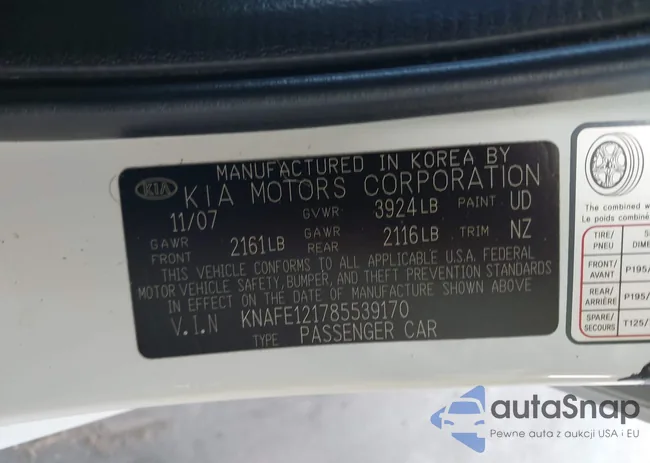 MANUFACTURED IN KOREA BY
KIA KIA MOTORS CORPORATION
11/07 GVWR 3924LB PAINT UD
GAWR FRONT 2161LB GAWR REAR 2116LB TRIM NZ
THIS VEHICLE CONFORMS TO ALL APPLICABLE U.S.A. FEDERAL
MOTOR VEHICLE SAFETY, BUMPER, AND THEFT PREVENTION STANDARDS
IN EFFECT ON THE DATE OF MANUFACTURE SHOWN ABOVE
V.I.N KNAFE121785539170
TYPE PASSENGER CAR
The combined w
Le poids combiné
TIRE/
PNEU
DIME
FRONT/
AVANT P195/
REAR/
ARRIÈRE P195/
SPARE/
SECOURS T125/
autaSnap
Pewne auta z aukcji USA i EU